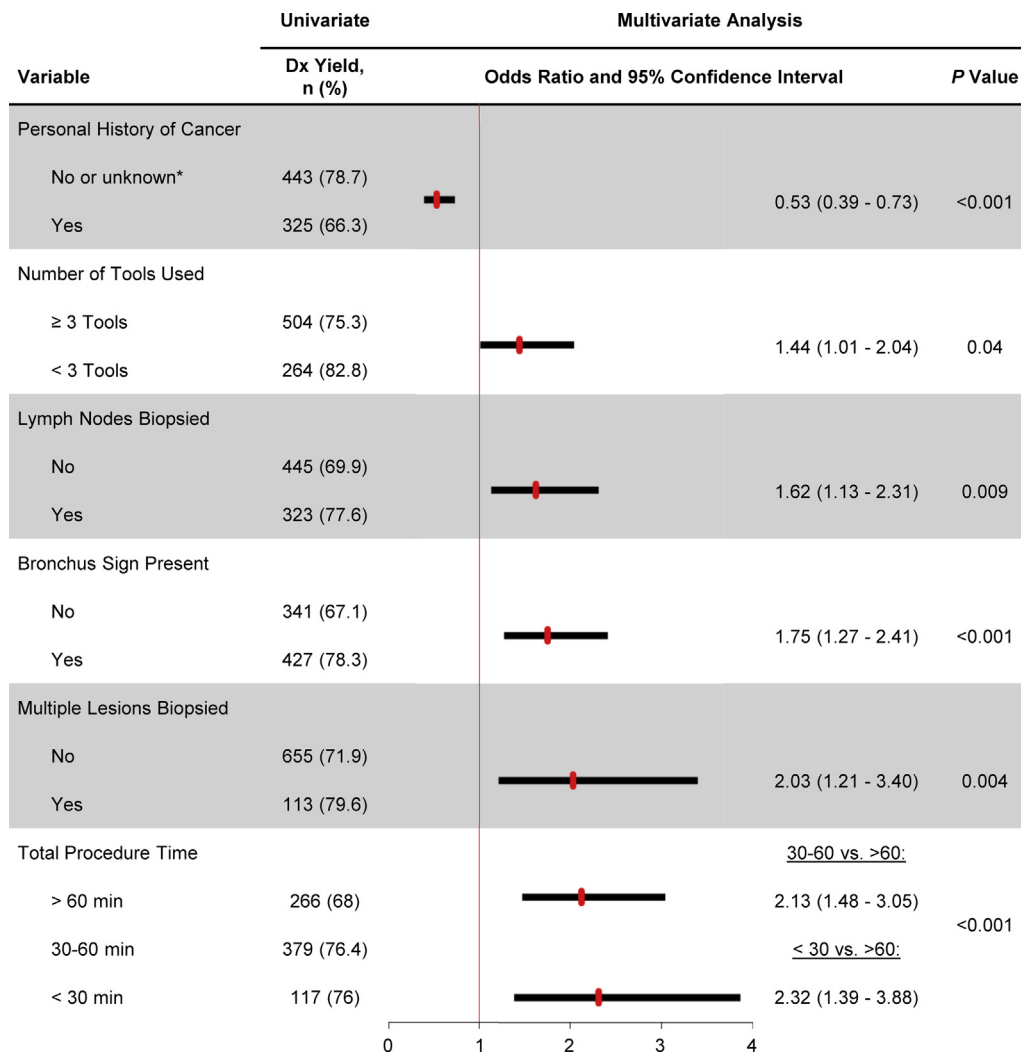 Univariate Multivariate Analysis
Variable Dx Yield, n (%) Odds Ratio and 95% Confidence Interval P Value
Personal History of Cancer
No or unknown* 443 (78.7)
0.53 (0.39 - 0.73) <0.001
Yes 325 (66.3)
Number of Tools Used
≥ 3 Tools 504 (75.3)
1.44 (1.01 - 2.04) 0.04
< 3 Tools 264 (82.8)
Lymph Nodes Biopsied
No 445 (69.9)
1.62 (1.13 - 2.31) 0.009
Yes 323 (77.6)
Bronchus Sign Present
No 341 (67.1)
1.75 (1.27 - 2.41) <0.001
Yes 427 (78.3)
Multiple Lesions Biopsied
No 655 (71.9)
2.03 (1.21 - 3.40) 0.004
Yes 113 (79.6)
Total Procedure Time 30-60 vs. >60:
> 60 min 266 (68) 2.13 (1.48 - 3.05)
<0.001
30-60 min 379 (76.4) < 30 vs. >60:
< 30 min 117 (76) 2.32 (1.39 - 3.88)
0 1 2 3 4